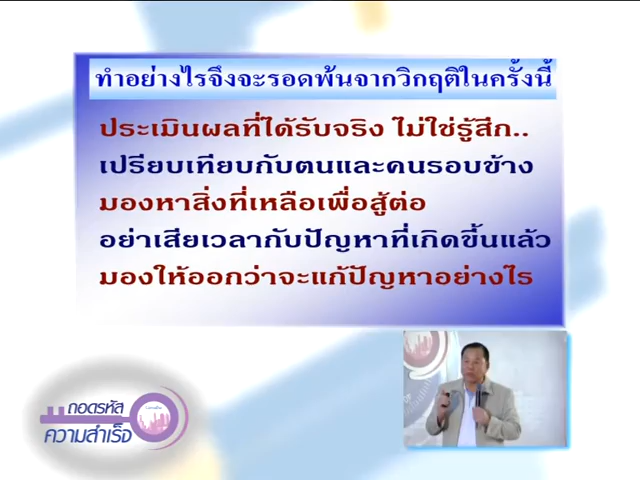 ทำอย่างไรจึงจะรอดพ้นจากวิกฤติในครั้งนี้
ประเมินผลที่ได้รับจริง ไม่ใช่รู้สึก..
เปรียบเทียบกับตนและคนรอบข้าง
มองหาสิ่งที่เหลือเพื่อสู้ต่อ
อย่าเสียเวลากับปัญหาที่เกิดขึ้นแล้ว
มองให้ออกว่าจะแก้ปัญหาอย่างไร
ถอดรหัส
ความสำเร็จ